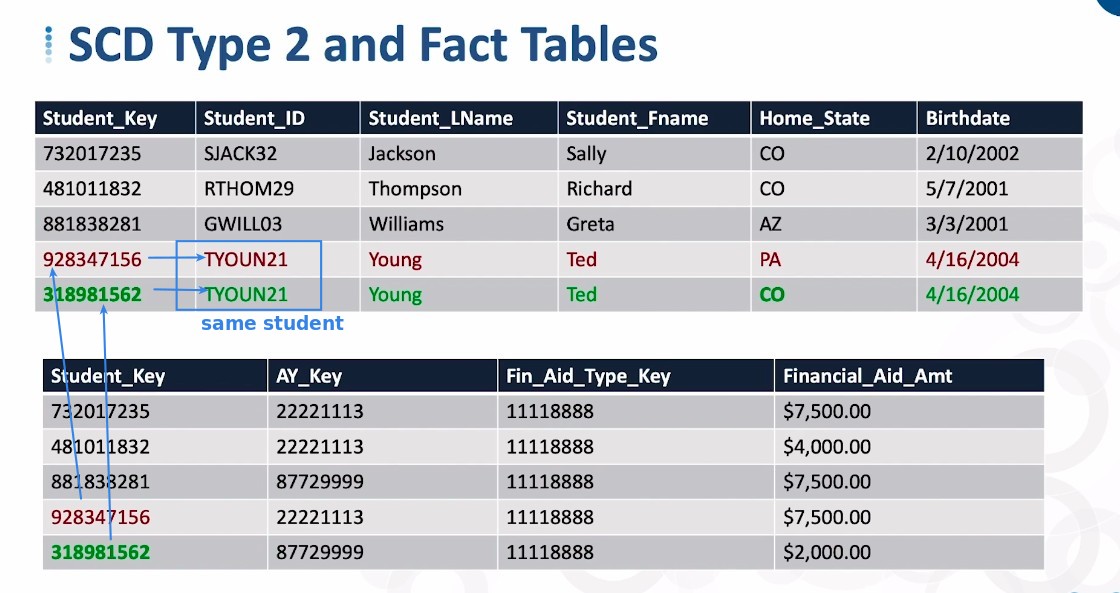 SCD Type 2 and Fact Tables
Student_Key Student_ID Student_LName Student_Fname Home_State Birthdate
732017235 SJACK32 Jackson Sally CO 2/10/2002
481011832 RTHOM29 Thompson Richard CO 5/7/2001
881838281 GWILL03 Williams Greta AZ 3/3/2001
928347156 TYOUN21 Young Ted PA 4/16/2004
318981562 TYOUN21 Young Ted CO 4/16/2004
same student
Student_Key AY_Key Fin_Aid_Type_Key Financial_Aid_Amt
732017235 22221113 11118888 $7,500.00
481011832 22221113 11118888 $4,000.00
881838281 87729999 11118888 $7,500.00
928347156 22221113 11118888 $7,500.00
318981562 87729999 11118888 $2,000.00